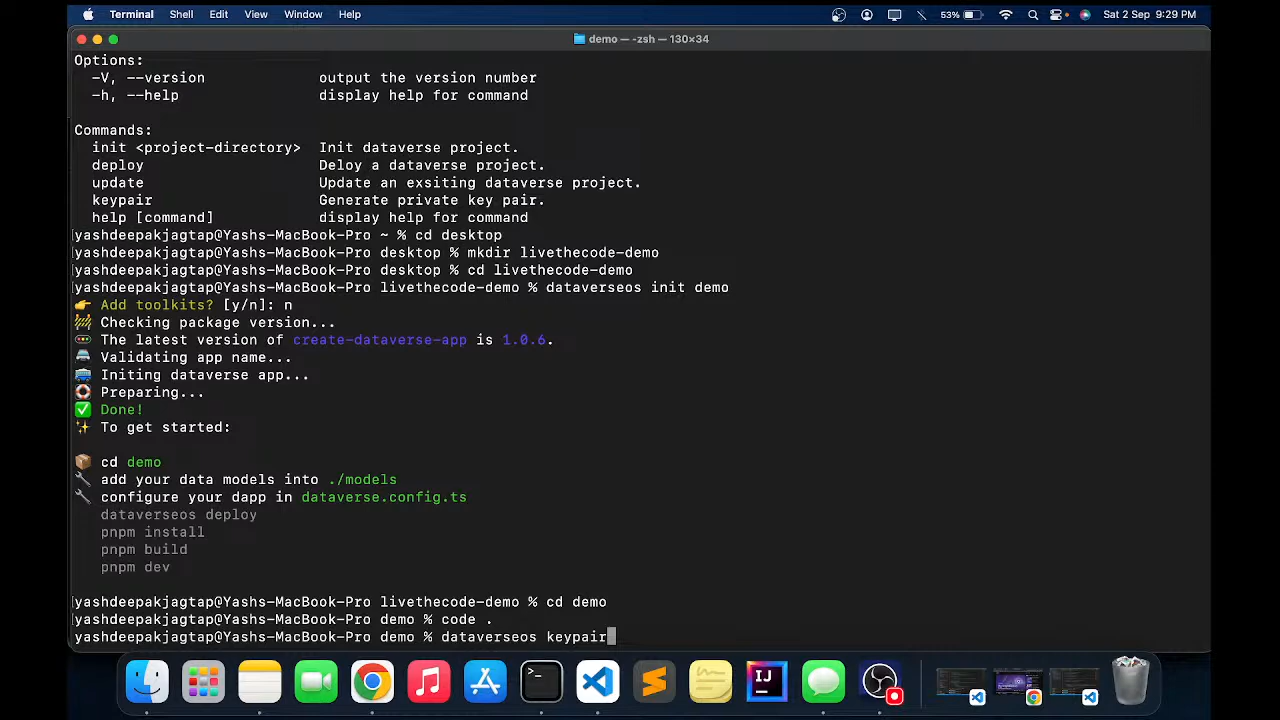 Terminal Shell Edit View Window Help 53% Sat 2 Sep 9:29 PM
demo — -zsh — 130×34
Options:
-V, --version output the version number
-h, --help display help for command
Commands:
init <project-directory> Init dataverse project.
deploy Deloy a dataverse project.
update Update an exsiting dataverse project.
keypair Generate private key pair.
help [command] display help for command
yashdeepakjagtap@Yashs-MacBook-Pro ~ % cd desktop
yashdeepakjagtap@Yashs-MacBook-Pro desktop % mkdir livethecode-demo
yashdeepakjagtap@Yashs-MacBook-Pro desktop % cd livethecode-demo
yashdeepakjagtap@Yashs-MacBook-Pro livethecode-demo % dataverseos init demo
👉 Add toolkits? [y/n]: n
🚧 Checking package version...
🚥 The latest version of create-dataverse-app is 1.0.6.
🚘 Validating app name...
🚍 Initing dataverse app...
🛟 Preparing...
✅ Done!
✨ To get started:
📦 cd demo
🔧 add your data models into ./models
🔧 configure your dapp in dataverse.config.ts
dataverseos deploy
pnpm install
pnpm build
pnpm dev
yashdeepakjagtap@Yashs-MacBook-Pro livethecode-demo % cd demo
yashdeepakjagtap@Yashs-MacBook-Pro demo % code .
yashdeepakjagtap@Yashs-MacBook-Pro demo % dataverseos keypair